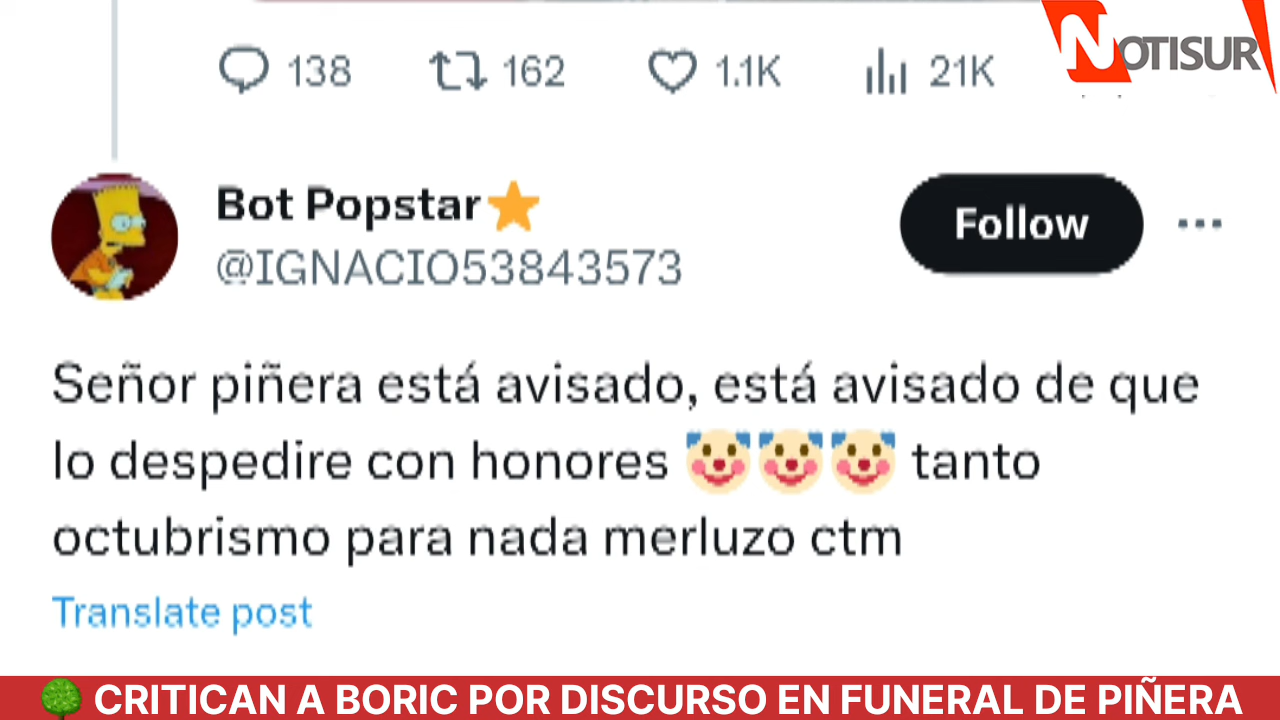 138 162 1.1K 21K
NOTISUR
Bot Popstar⭐
Follow
@IGNACIO53843573
Señor piñera está avisado, está avisado de que
lo despedire con honores 🤡🤡🤡 tanto
octubrismo para nada merluzo ctm
Translate post
🌳 CRITICAN A BORIC POR DISCURSO EN FUNERAL DE PIÑERA